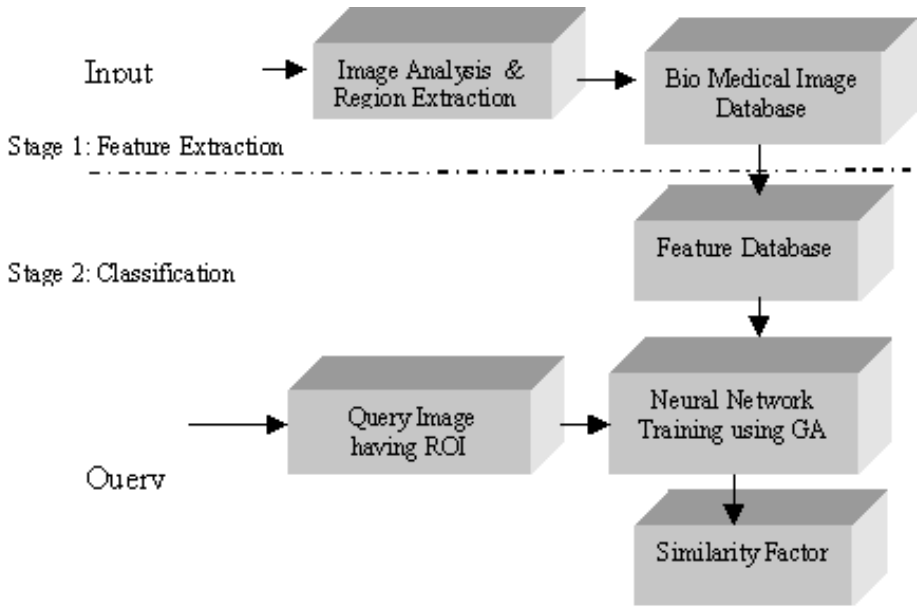 Input
Image Analysis &
Region Extraction
Bio Medical Image
Database
Stage 1: Feature Extraction
Feature Database
Stage 2: Classification
Query Image
having ROI
Neural Network
Training using GA
Query
Similarity Factor